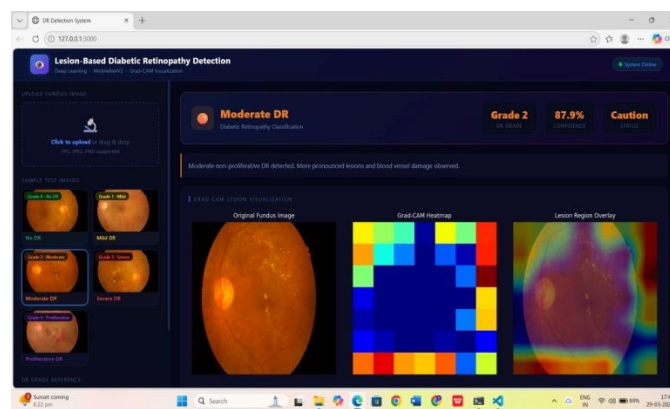 DR Detection System
127.0.0.1:3000
Lesion-Based Diabetic Retinopathy Detection
Deep Learning · MobileNetV2 · Grad-CAM Visualization
System Online
UPLOAD FUNDUS IMAGE
Click to upload or drag & drop
JPG, JPEG, PNG supported
SAMPLE TEST IMAGES
Grade 0 · No DR
Grade 1 · Mild
No DR
Mild DR
Grade 2 · Moderate
Grade 3 · Severe
Moderate DR
Severe DR
Grade 4 · Proliferative
Proliferative DR
DR GRADE REFERENCE
Moderate DR
Diabetic Retinopathy Classification
Grade 2
DR GRADE
87.9%
CONFIDENCE
Caution
STATUS
Moderate non-proliferative DR detected. More pronounced lesions and blood vessel damage observed.
GRAD-CAM LESION VISUALIZATION
Original Fundus Image
Grad-CAM Heatmap
Lesion Region Overlay
Sunset coming
6:22 pm
Search
ENG
IN